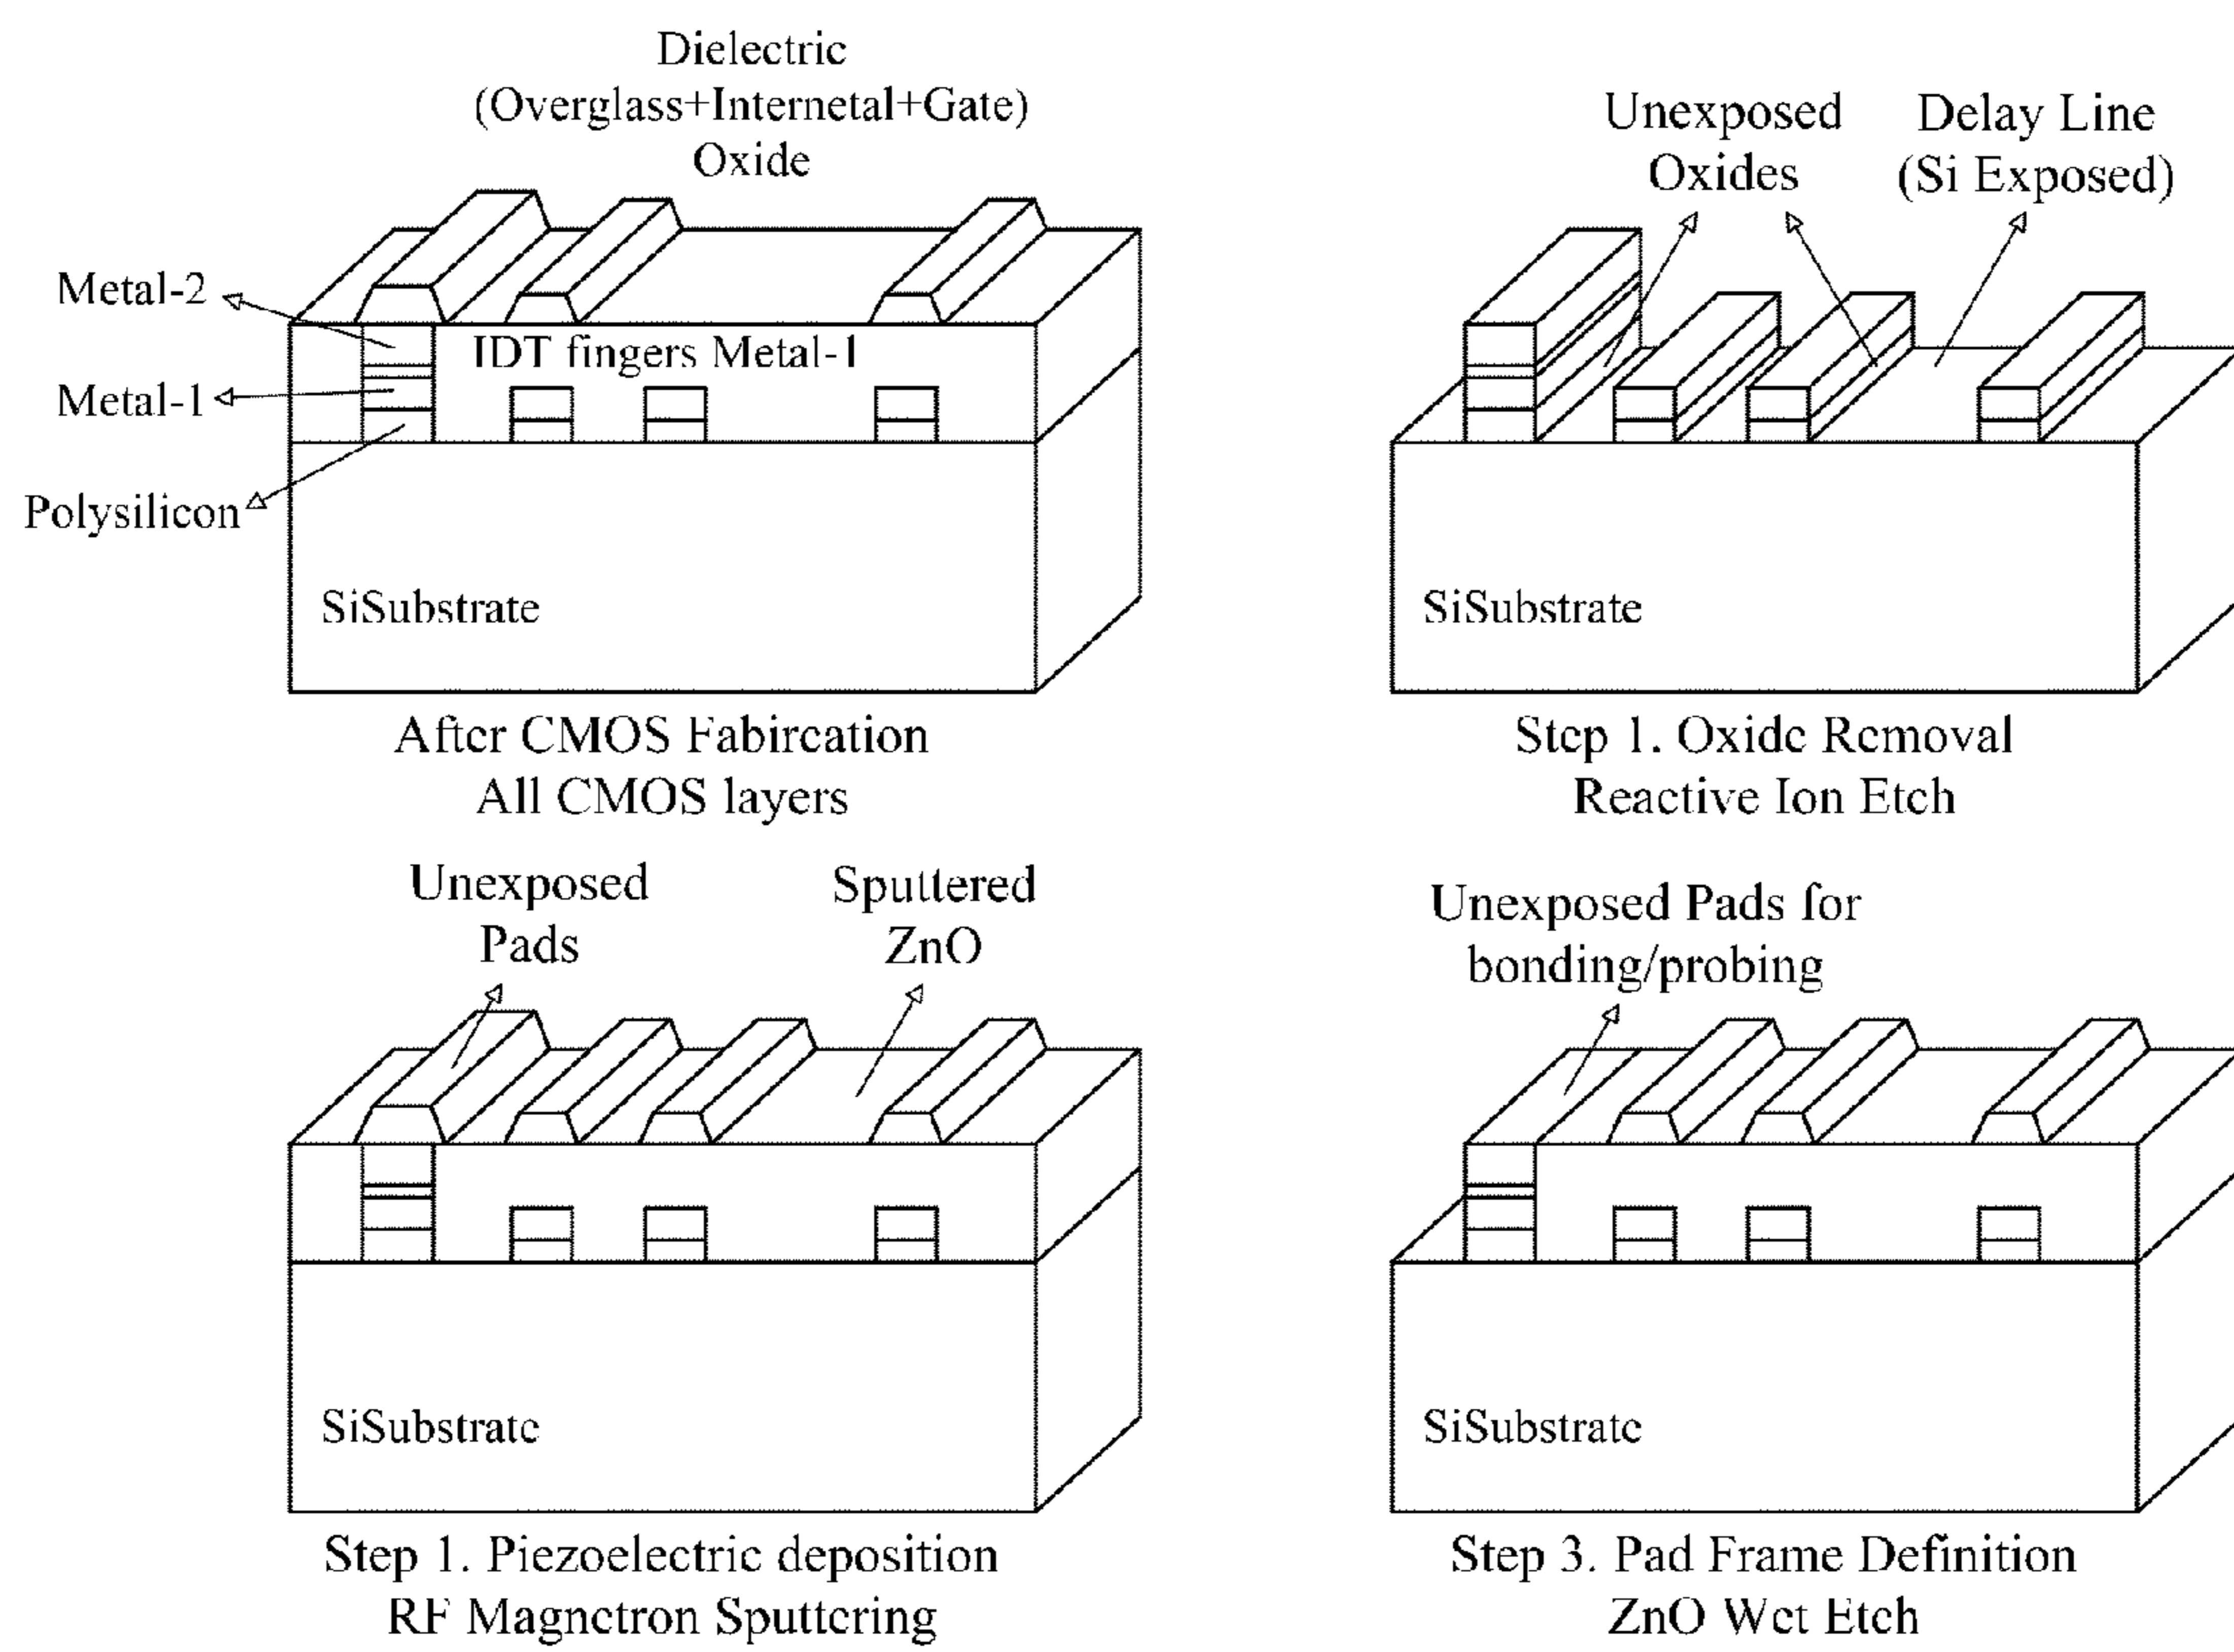 Dielectric
(Overglass+Internetal+Gate)
Oxide
Metal-2
IDT fingers Metal-1
Metal-1
Polysilicon
SiSubstrate
After CMOS Fabircation
All CMOS layers
Unexposed
Oxides
Delay Line
(Si Exposed)
SiSubstrate
Step 1. Oxide Removal
Reactive Ion Etch
Unexposed
Pads
Sputtered
ZnO
SiSubstrate
Step 1. Piezoelectric deposition
RF Magnetron Sputtering
Unexposed Pads for
bonding/probing
SiSubstrate
Step 3. Pad Frame Definition
ZnO Wet Etch